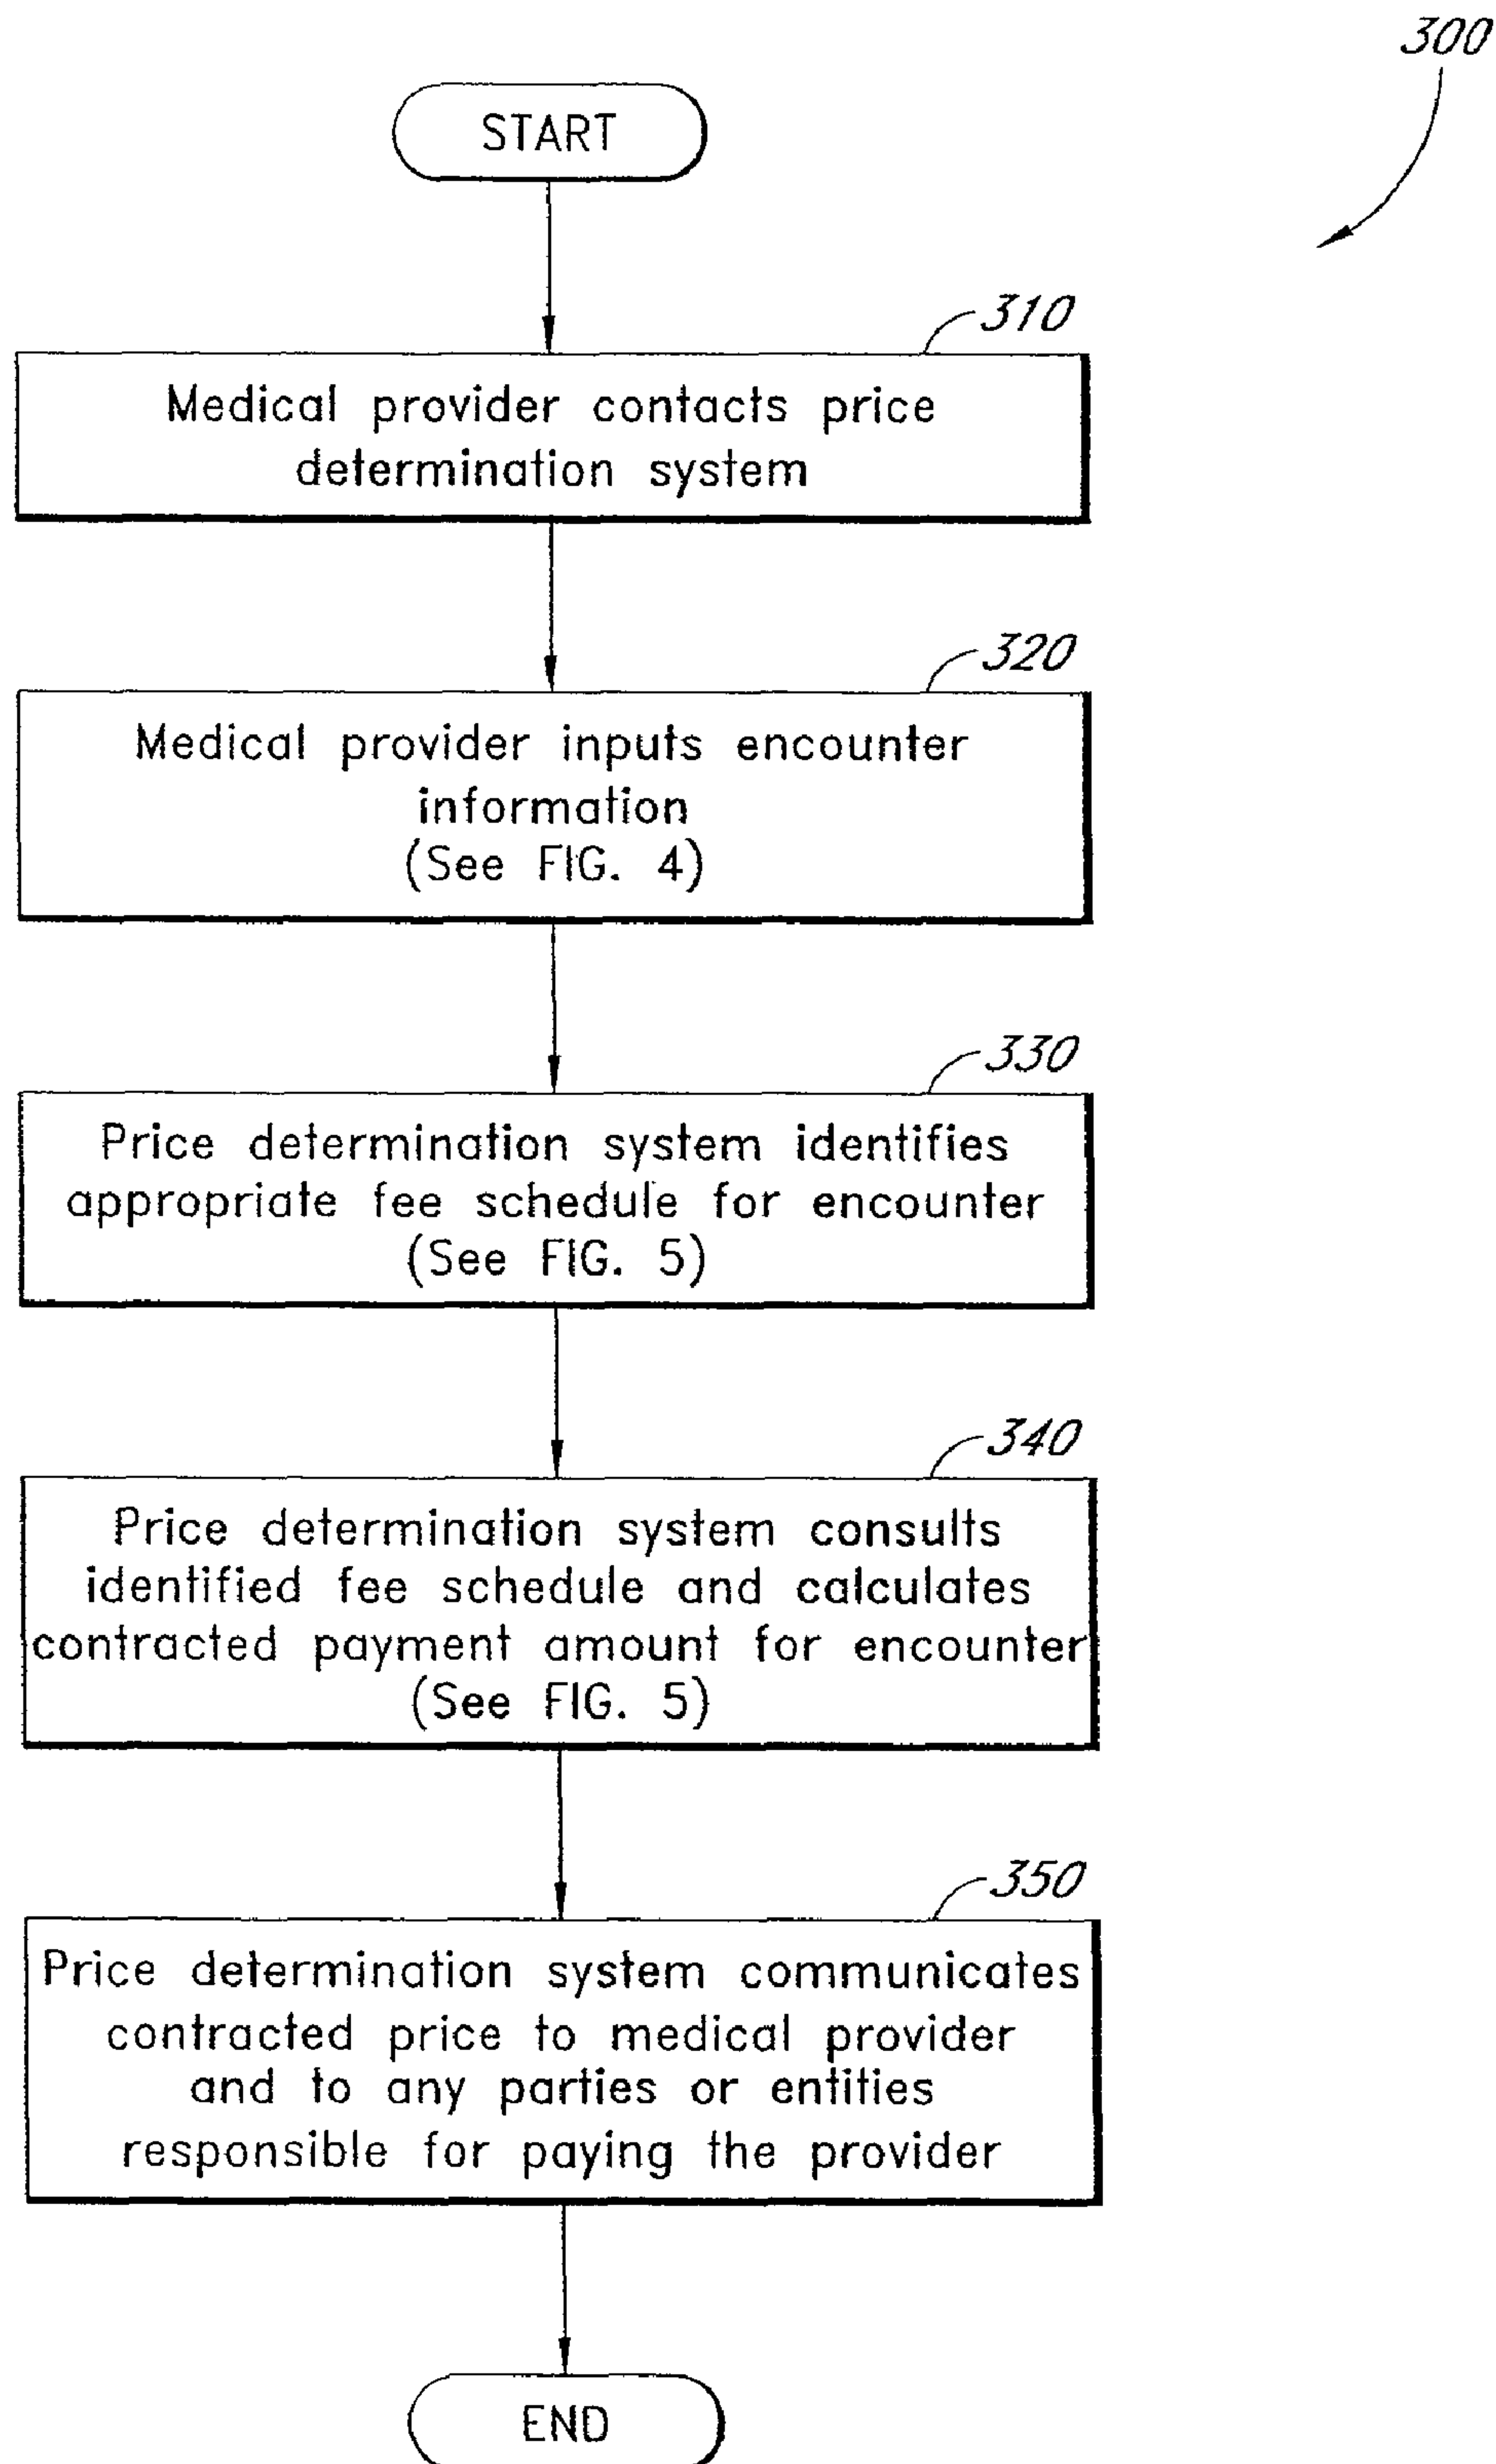 300
START
310
Medical provider contacts price
determination system
320
Medical provider inputs encounter
information
(See FIG. 4)
330
Price determination system identifies
appropriate fee schedule for encounter
(See FIG. 5)
340
Price determination system consults
identified fee schedule and calculates
contracted payment amount for encounter
(See FIG. 5)
350
Price determination system communicates
contracted price to medical provider
and to any parties or entities
responsible for paying the provider
END